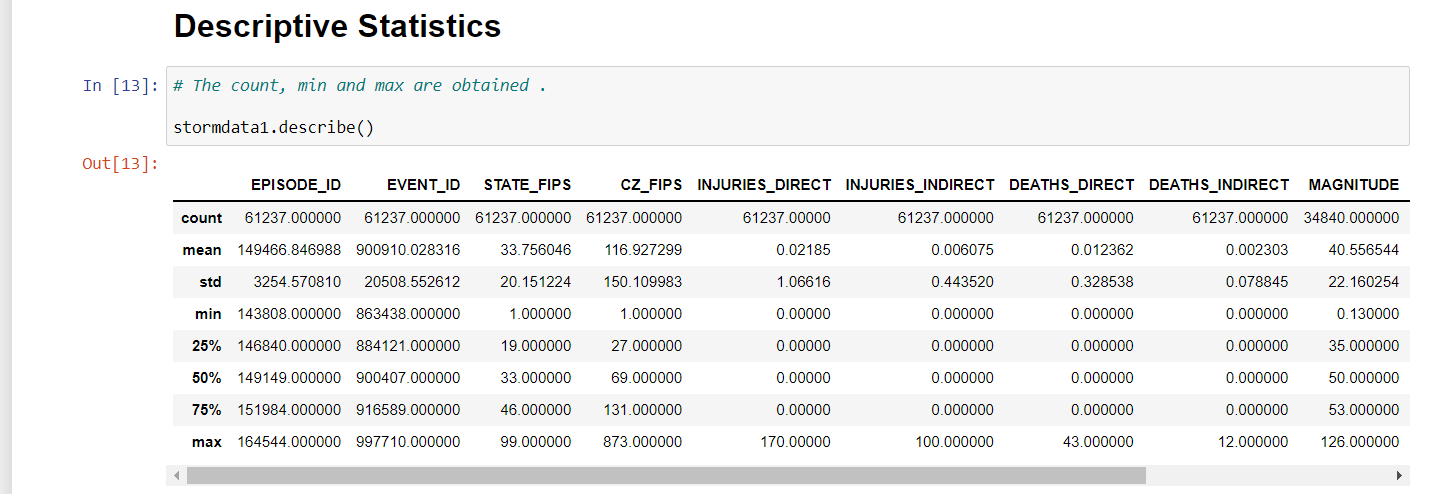 Descriptive Statistics
In [13]: # The count, min and max are obtained .
stormdata1.describe()
Out[13]:
EPISODE_ID EVENT_ID STATE_FIPS CZ_FIPS INJURIES_DIRECT INJURIES_INDIRECT DEATHS_DIRECT DEATHS_INDIRECT MAGNITUDE
count 61237.000000 61237.000000 61237.000000 61237.000000 61237.00000 61237.000000 61237.000000 61237.000000 34840.000000
mean 149466.846988 900910.028316 33.756046 116.927299 0.02185 0.006075 0.012362 0.002303 40.556544
std 3254.570810 20508.552612 20.151224 150.109983 1.06616 0.443520 0.328538 0.078845 22.160254
min 143808.000000 863438.000000 1.000000 1.000000 0.00000 0.000000 0.000000 0.000000 0.130000
25% 146840.000000 884121.000000 19.000000 27.000000 0.00000 0.000000 0.000000 0.000000 35.000000
50% 149149.000000 900407.000000 33.000000 69.000000 0.00000 0.000000 0.000000 0.000000 50.000000
75% 151984.000000 916589.000000 46.000000 131.000000 0.00000 0.000000 0.000000 0.000000 53.000000
max 164544.000000 997710.000000 99.000000 873.000000 170.00000 100.000000 43.000000 12.000000 126.000000